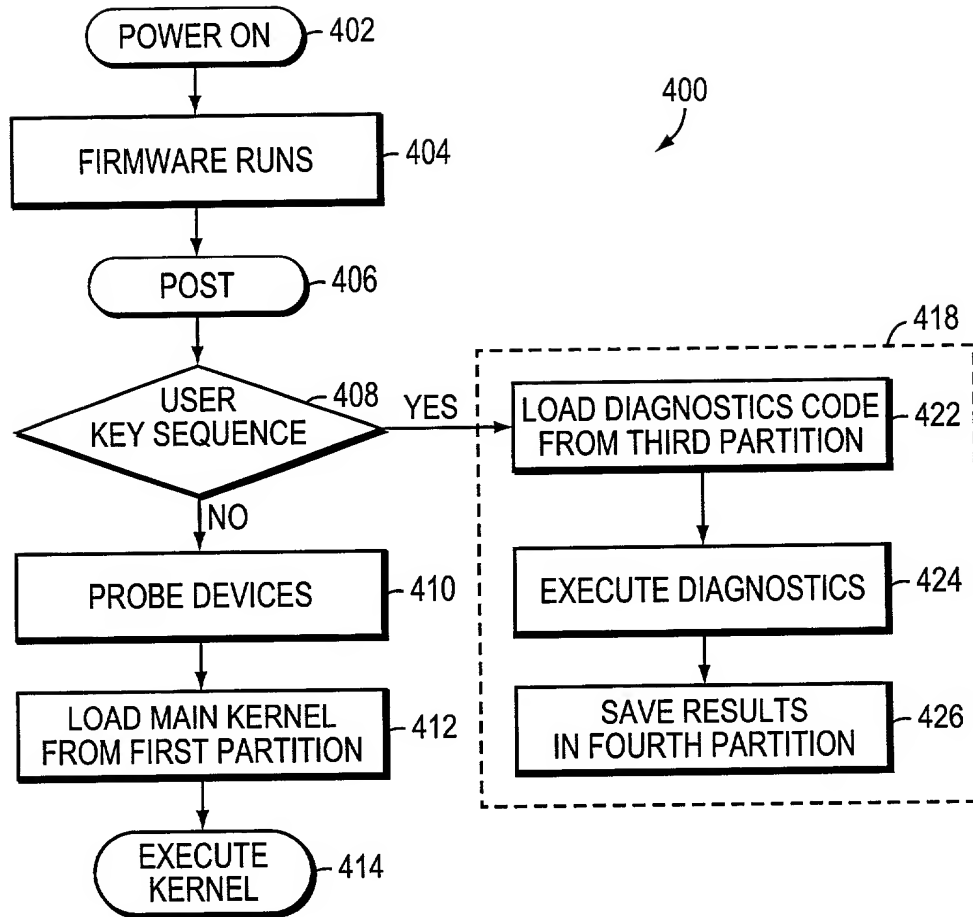 POWER ON
402
400
FIRMWARE RUNS
404
POST
406
418
USER
KEY SEQUENCE
408
YES
NO
LOAD DIAGNOSTICS CODE
FROM THIRD PARTITION
422
PROBE DEVICES
410
EXECUTE DIAGNOSTICS
424
LOAD MAIN KERNEL
FROM FIRST PARTITION
412
SAVE RESULTS
IN FOURTH PARTITION
426
EXECUTE
KERNEL
414